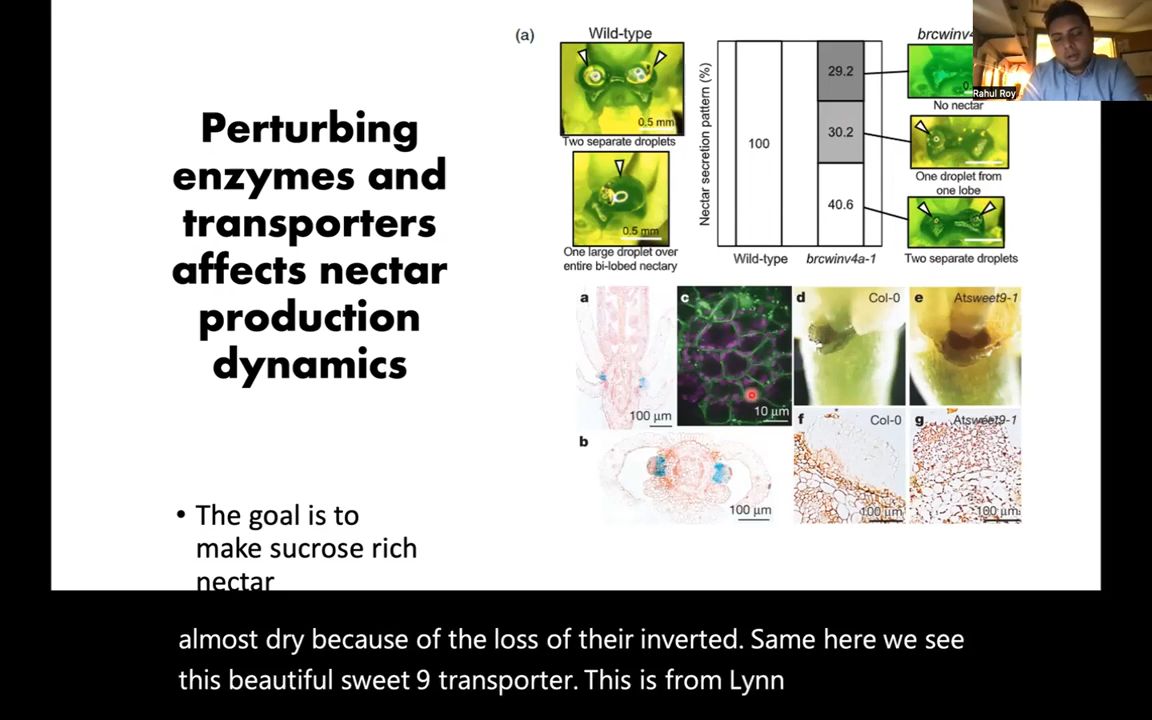 Perturbing
enzymes and
transporters
affects nectar
production
dynamics
• The goal is to
make sucrose rich
nectar
(a)
Wild-type
0.5 mm
Two separate droplets
0.5 mm
One large droplet over
entire bi-lobed nectary
Nectar secretion pattern (%)
100
29.2
30.2
40.6
Wild-type
brcwinv4a-1
No nectar
One droplet from
one lobe
Two separate droplets
Rahul Roy
a
100 µm
c
10 µm
d
Col-0
e
Atsweet9-1
b
100 µm
f
Col-0
100 µm
g
Atsweet9-1
100 µm
almost dry because of the loss of their inverted. Same here we see
this beautiful sweet 9 transporter. This is from Lynn